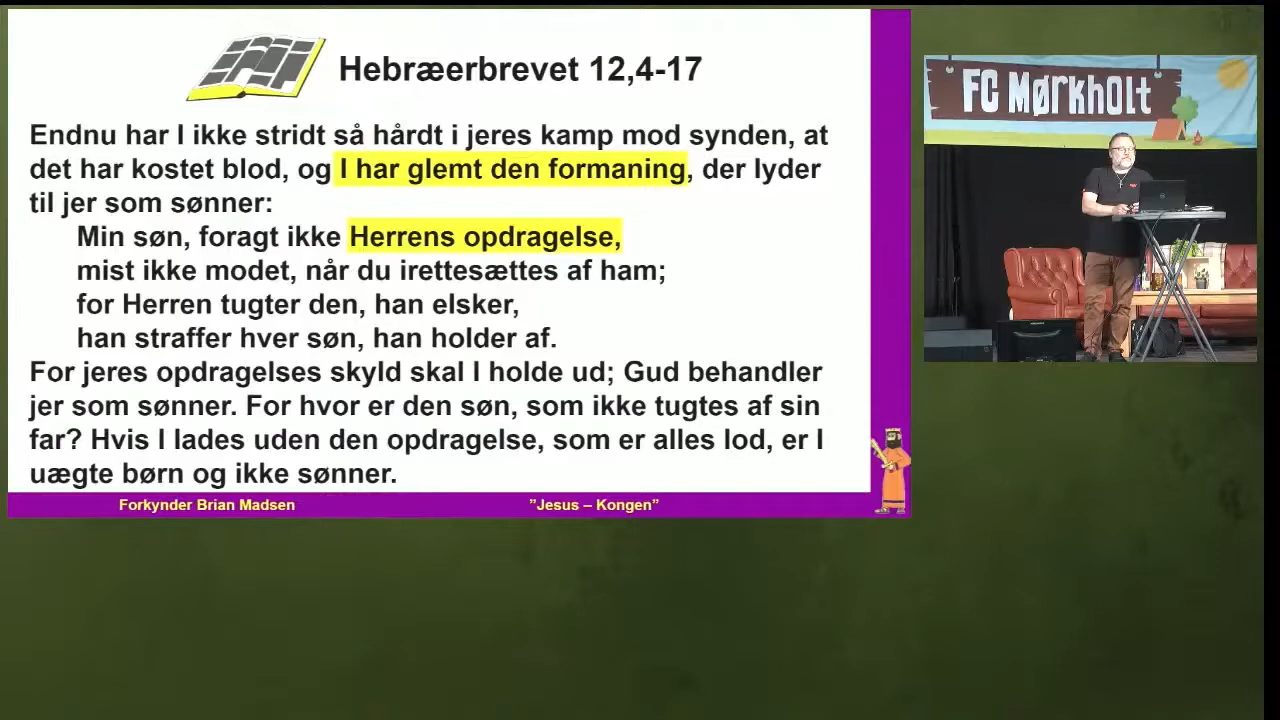 Hebræerbrevet 12,4-17
Endnu har I ikke stridt så hårdt i jeres kamp mod synden, at
det har kostet blod, og I har glemt den formaning, der lyder
til jer som sønner:
Min søn, foragt ikke Herrens opdragelse,
mist ikke modet, når du irettesættes af ham;
for Herren tugter den, han elsker,
han straffer hver søn, han holder af.
For jeres opdragelses skyld skal I holde ud; Gud behandler
jer som sønner. For hvor er den søn, som ikke tugtes af sin
far? Hvis I lades uden den opdragelse, som er alles lod, er I
uægte børn og ikke sønner.
Forkynder Brian Madsen
”Jesus – Kongen”
FC Mørkholt